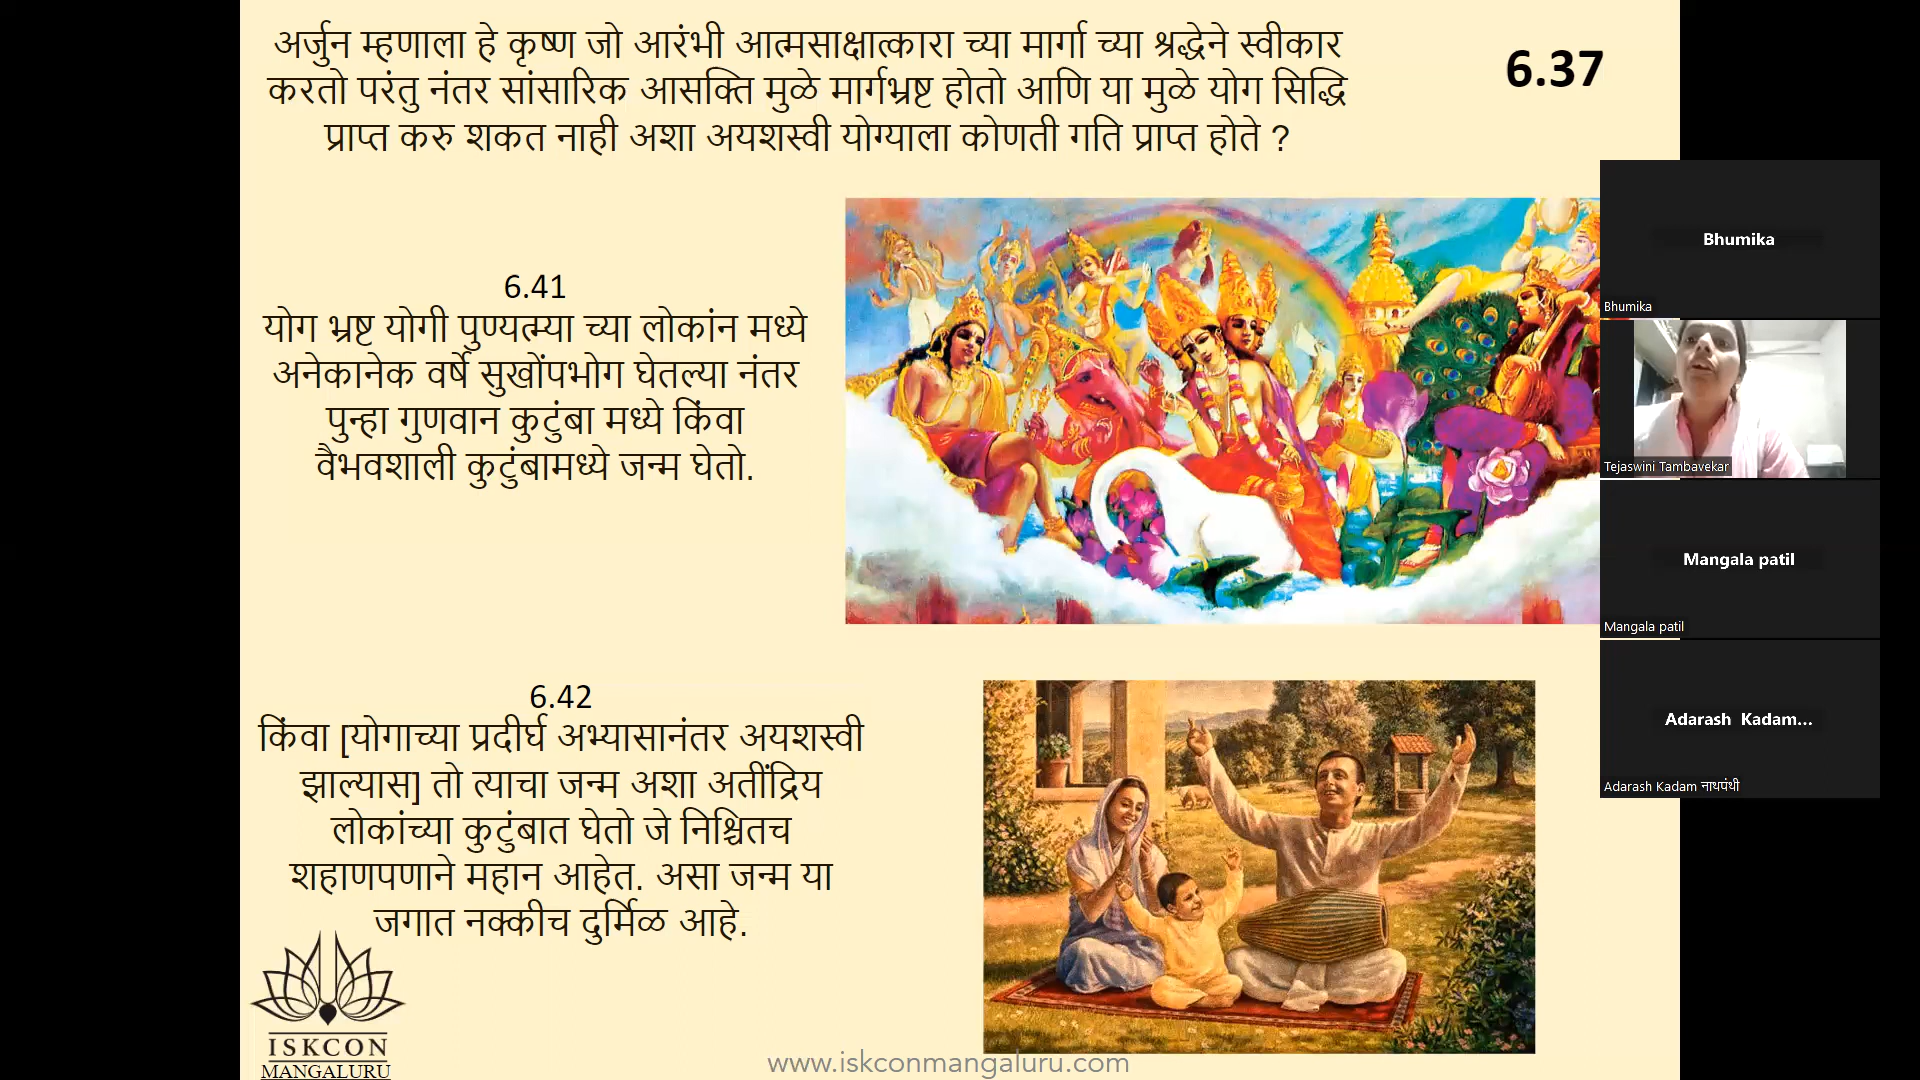 अर्जुन म्हणाला हे कृष्ण जो आरंभी आत्मसाक्षात्कारा च्या मार्गा च्या श्रद्धेने स्वीकार
करतो परंतु नंतर सांसारिक आसक्ति मुळे मार्गभ्रष्ट होतो आणि या मुळे योग सिद्धि
प्राप्त करु शकत नाही अशा अयशस्वी योग्याला कोणती गति प्राप्त होते ?
6.37
6.41
योग भ्रष्ट योगी पुण्यत्म्या च्या लोकांन मध्ये
अनेकानेक वर्षे सुखोंपभोग घेतल्या नंतर
पुन्हा गुणवान कुटुंबा मध्ये किंवा
वैभवशाली कुटुंबामध्ये जन्म घेतो.
6.42
किंवा [योगाच्या प्रदीर्घ अभ्यासानंतर अयशस्वी
झाल्यास] तो त्याचा जन्म अशा अतींद्रिय
लोकांच्या कुटुंबात घेतो जे निश्चितच
शहाणपणाने महान आहेत. असा जन्म या
जगात नक्कीच दुर्मिळ आहे.
ISKCON
MANGALURU
www.iskconmangaluru.com
Bhumika
Bhumika
Tejaswini Tambavekar
Mangala patil
Mangala patil
Adarash Kadam...
Adarash Kadam नाथपंथी